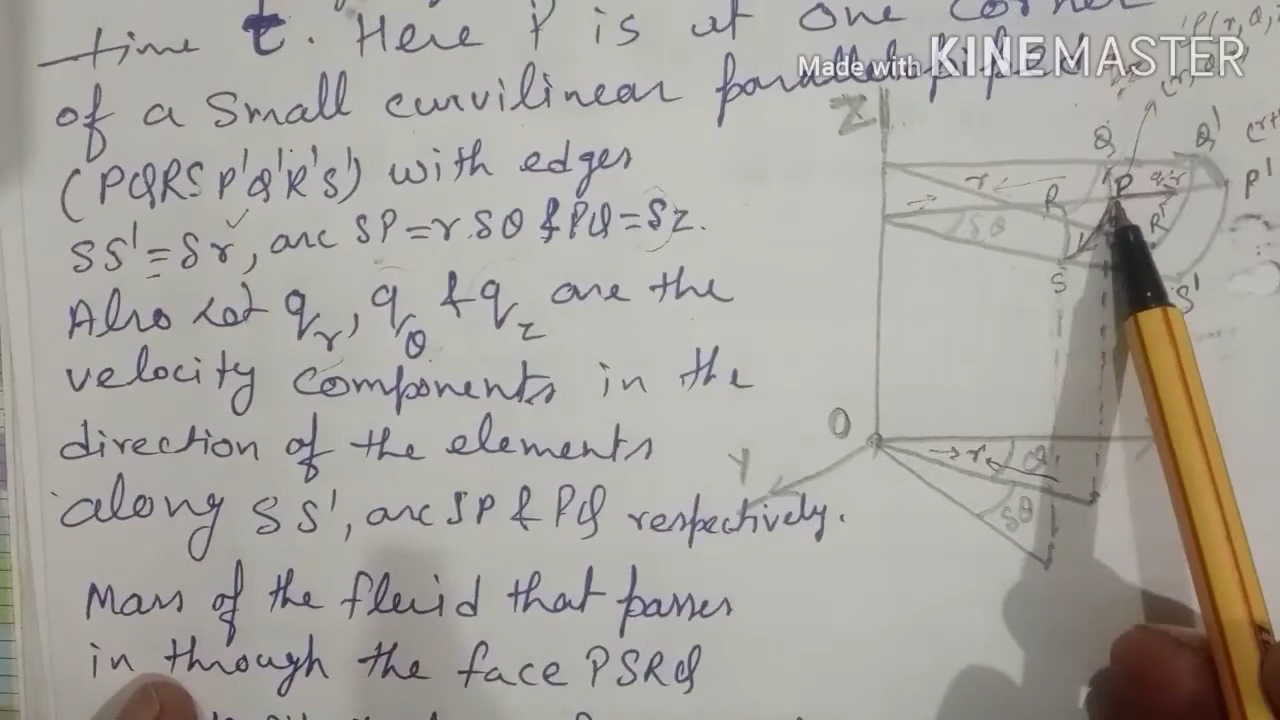 time t. Here P is at one corner
Made with KINEMASTER
of a small curvilinear parallelopiped
(PQRS P'Q'R'S') with edges
SS' = δr, arc SP = r.δθ & PQ = δz.
Also let q_r, q_θ & q_z are the
velocity components in the
direction of the elements
along SS', arc SP & PQ respectively.
Mass of the fluid that passes
in through the face PSRQ
Z
Q
Q'
r
R
P
P'
R'
δθ
S
S'
O
Y
r
θ
δθ